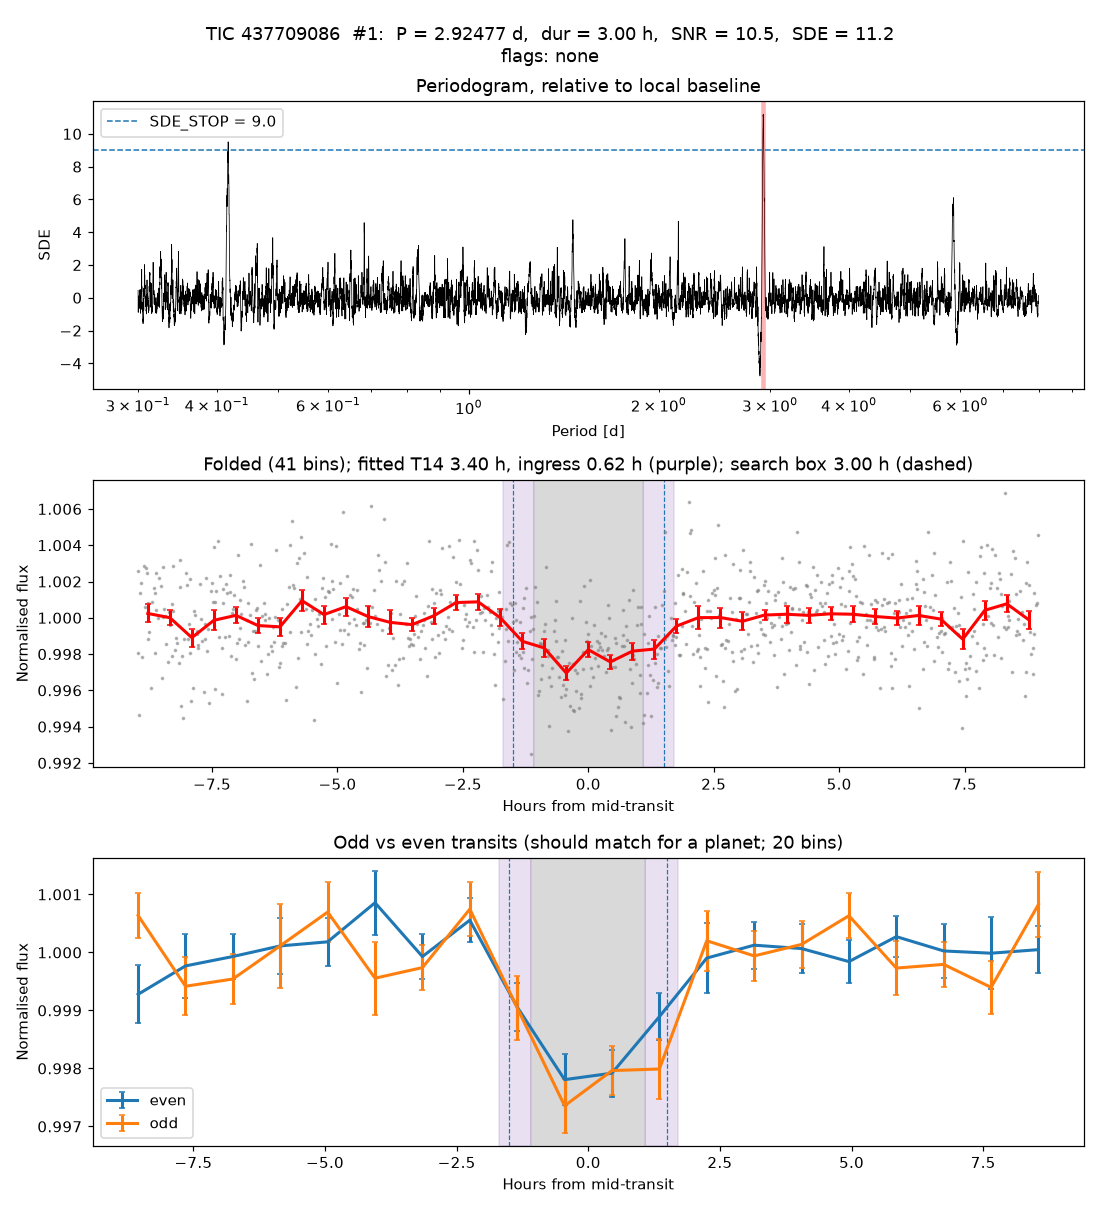 TIC 437709086  #1:  P = 2.92477 d,  dur = 3.00 h,  SNR = 10.5,  SDE = 11.2
flags: none
Periodogram, relative to local baseline
SDE_STOP = 9.0
10
8
6
4
2
0
−2
−4
SDE
3 × 10⁻¹ 4 × 10⁻¹ 6 × 10⁻¹ 10⁰ 2 × 10⁰ 3 × 10⁰ 4 × 10⁰ 6 × 10⁰
Period [d]
Folded (41 bins); fitted T14 3.40 h, ingress 0.62 h (purple); search box 3.00 h (dashed)
1.006
1.004
1.002
1.000
0.998
0.996
0.994
0.992
Normalised flux
−7.5 −5.0 −2.5 0.0 2.5 5.0 7.5
Hours from mid-transit
Odd vs even transits (should match for a planet; 20 bins)
1.001
1.000
0.999
0.998
0.997
Normalised flux
even
odd
−7.5 −5.0 −2.5 0.0 2.5 5.0 7.5
Hours from mid-transit